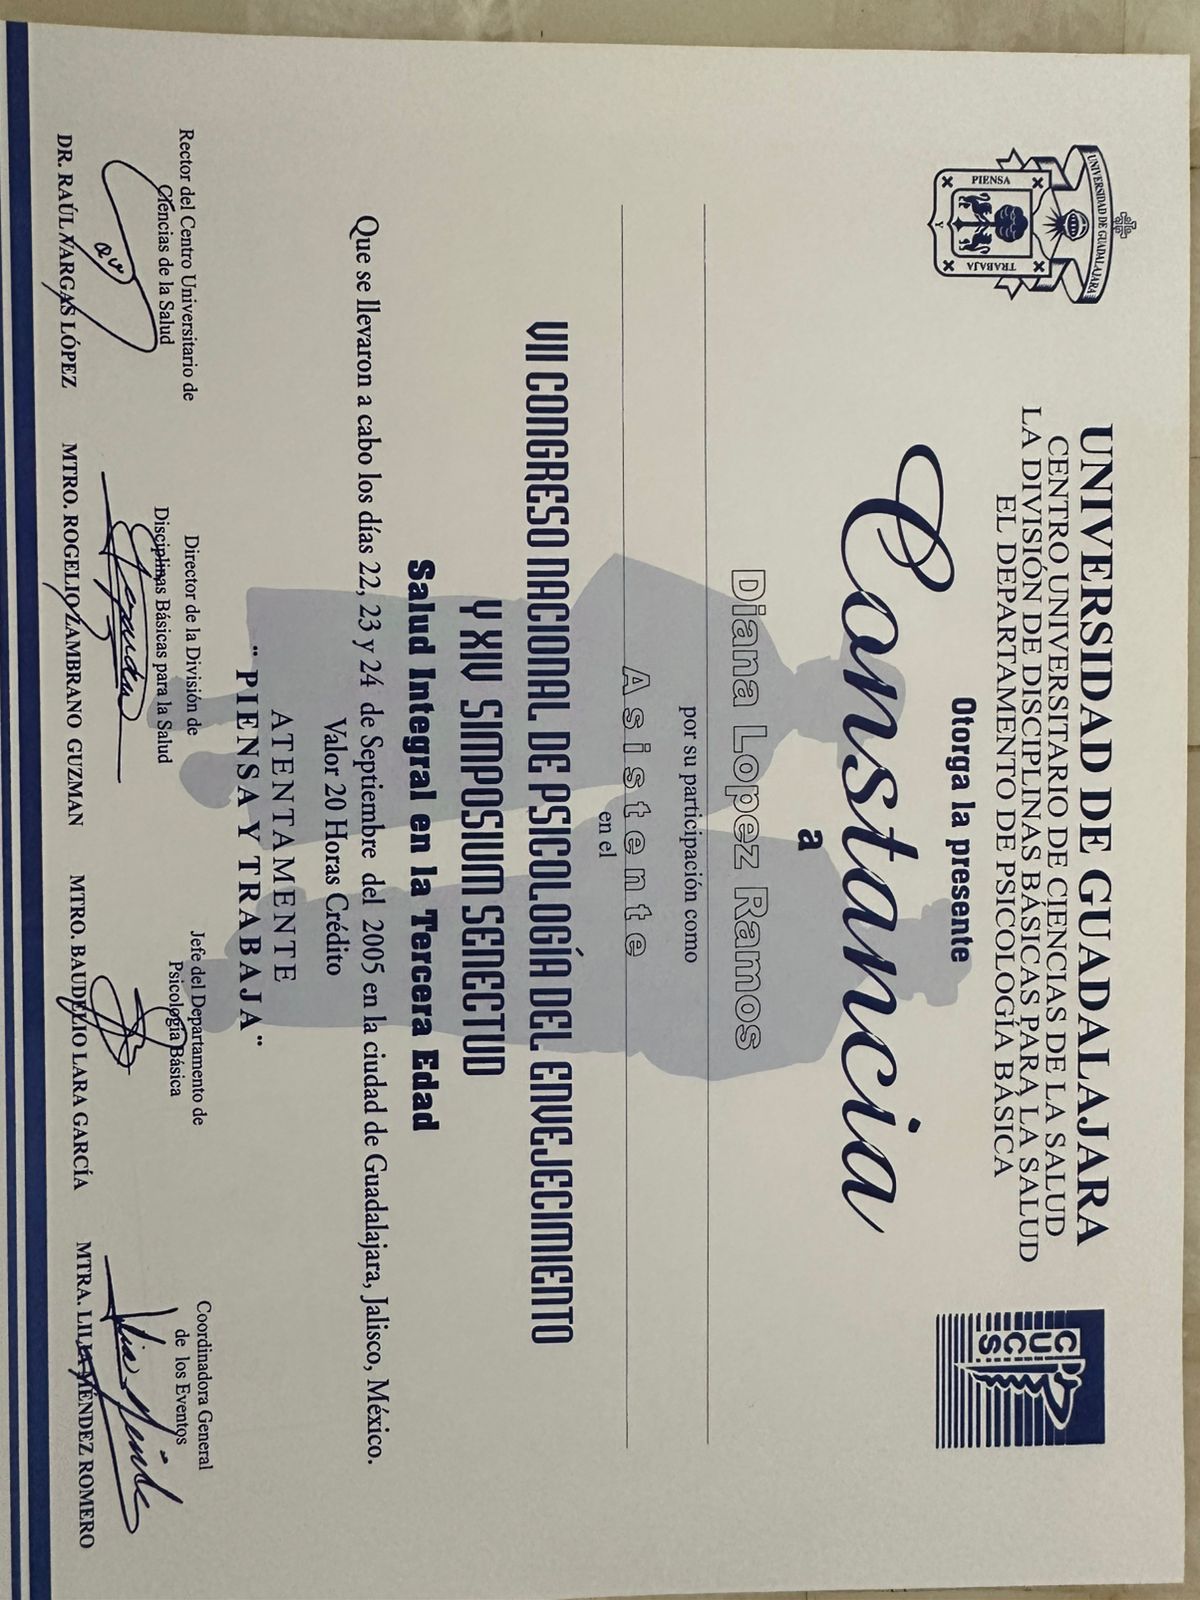 UNIVERSIDAD DE GUADALAJARA
PIENSA
Y
TRABAJA
UNIVERSIDAD DE GUADALAJARA
CENTRO UNIVERSITARIO DE CIENCIAS DE LA SALUD
LA DIVISIÓN DE DISCIPLINAS BÁSICAS PARA LA SALUD
EL DEPARTAMENTO DE PSICOLOGÍA BÁSICA
CUCS
Otorga la presente
Constancia
a
Diana Lopez Ramos
por su participación como
Asistente
en el
VII CONGRESO NACIONAL DE PSICOLOGÍA DEL ENVEJECIMIENTO
Y XIV SIMPOSIUM SENECTUD
Salud Integral en la Tercera Edad
Que se llevaron a cabo los días 22, 23 y 24 de Septiembre del 2005 en la ciudad de Guadalajara, Jalisco, México.
Valor 20 Horas Crédito
ATENTAMENTE
¨ PIENSA Y TRABAJA ¨
Rector del Centro Universitario de
Ciencias de la Salud
DR. RAÚL VARGAS LÓPEZ
Director de la División de
Disciplinas Básicas para la Salud
MTRO. ROGELIO ZAMBRANO GUZMAN
Jefe del Departamento de
Psicología Básica
MTRO. BAUDELIO LARA GARCÍA
Coordinadora General
de los Eventos
MTRA. LILIA MÉNDEZ ROMERO